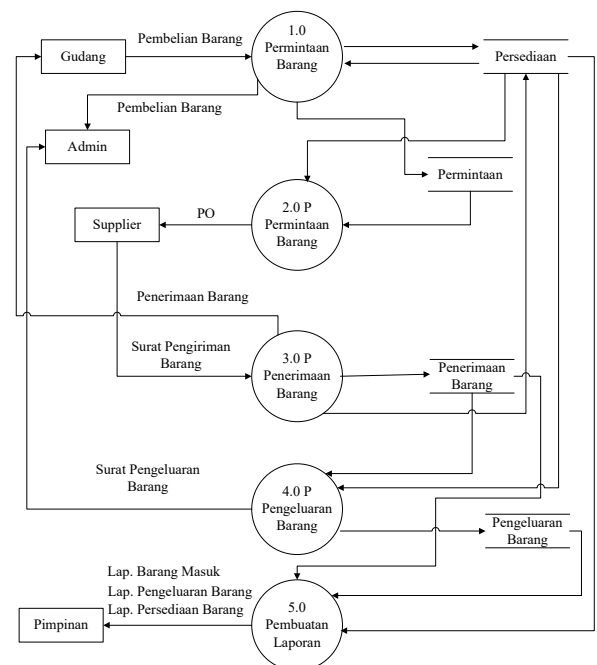 Pembelian Barang
1.0
Permintaan
Barang
Gudang
Persediaan
Pembelian Barang
Admin
Permintaan
2.0 P
Permintaan
Barang
Supplier
PO
Penerimaan Barang
Surat Pengiriman
Barang
3.0 P
Penerimaan
Barang
Penerimaan
Barang
Surat Pengeluaran
Barang
4.0 P
Pengeluaran
Barang
Pengeluaran
Barang
Lap. Barang Masuk
Lap. Pengeluaran Barang
Lap. Persediaan Barang
Pimpinan
5.0
Pembuatan
Laporan